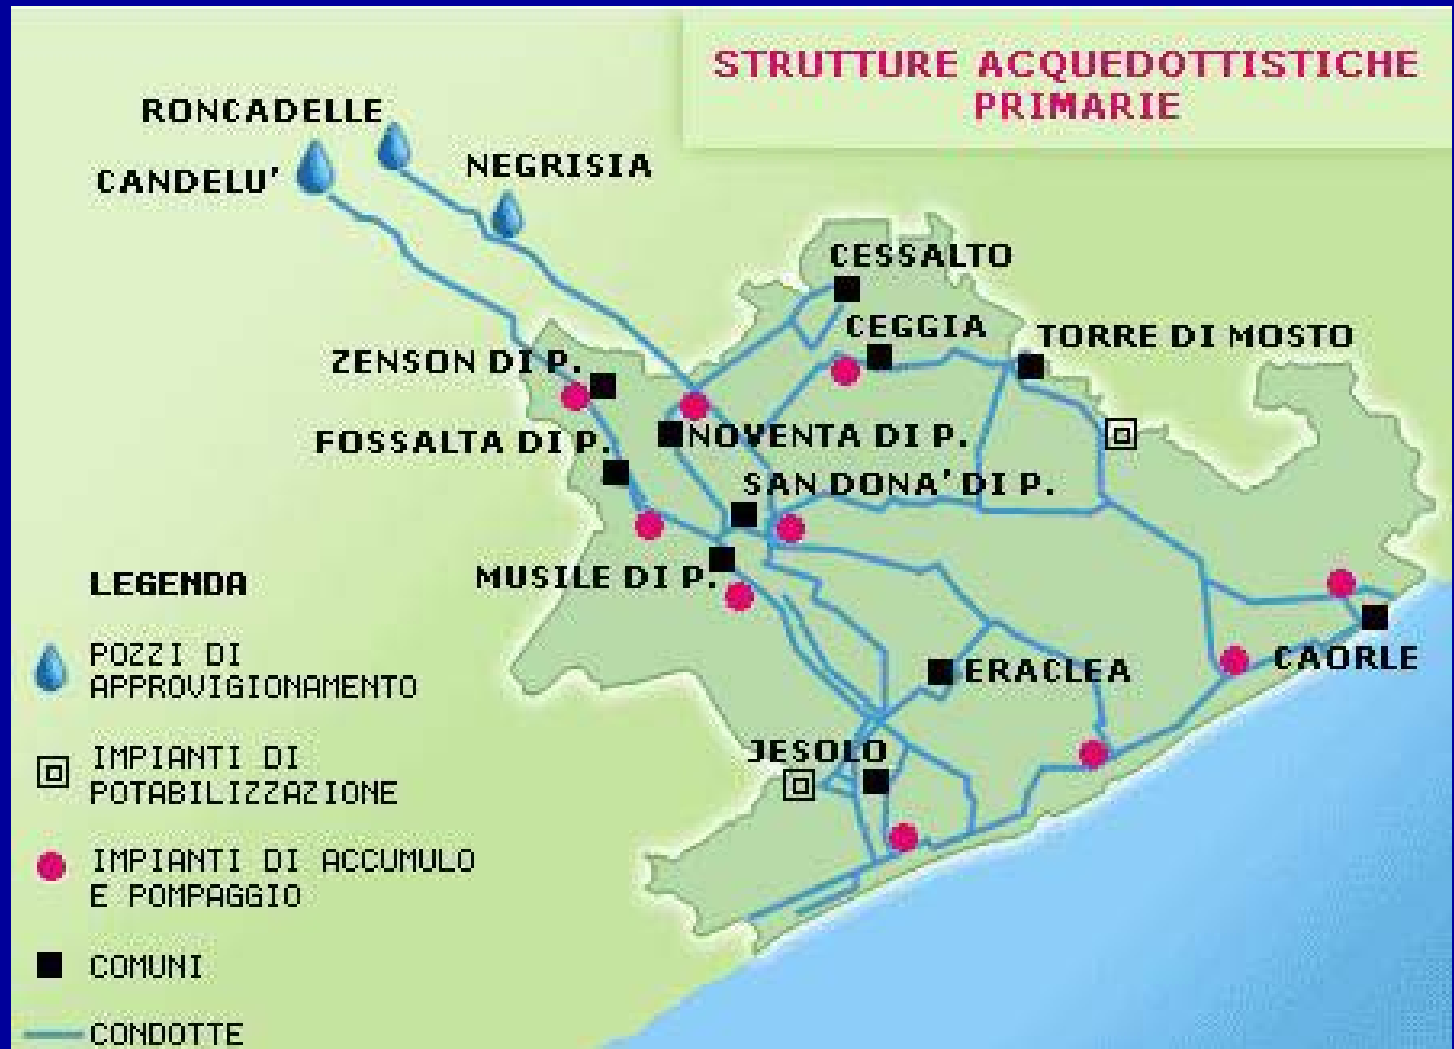 STRUTTURE ACQUEDOTTISTICHE
PRIMARIE
RONCADELLE
CANDELU'
NEGRISIA
CESSALTO
CEGGIA
TORRE DI MOSTO
ZENSON DI P.
FOSSALTA DI P.
NOVENTA DI P.
SAN DONA' DI P.
MUSILE DI P.
CAORLE
ERACLEA
JESOLO
LEGENDA
POZZI DI
APPROVIGIONAMENTO
IMPIANTI DI
POTABILIZZAZIONE
IMPIANTI DI ACCUMULO
E POMPAGGIO
COMUNI
CONDOTTE